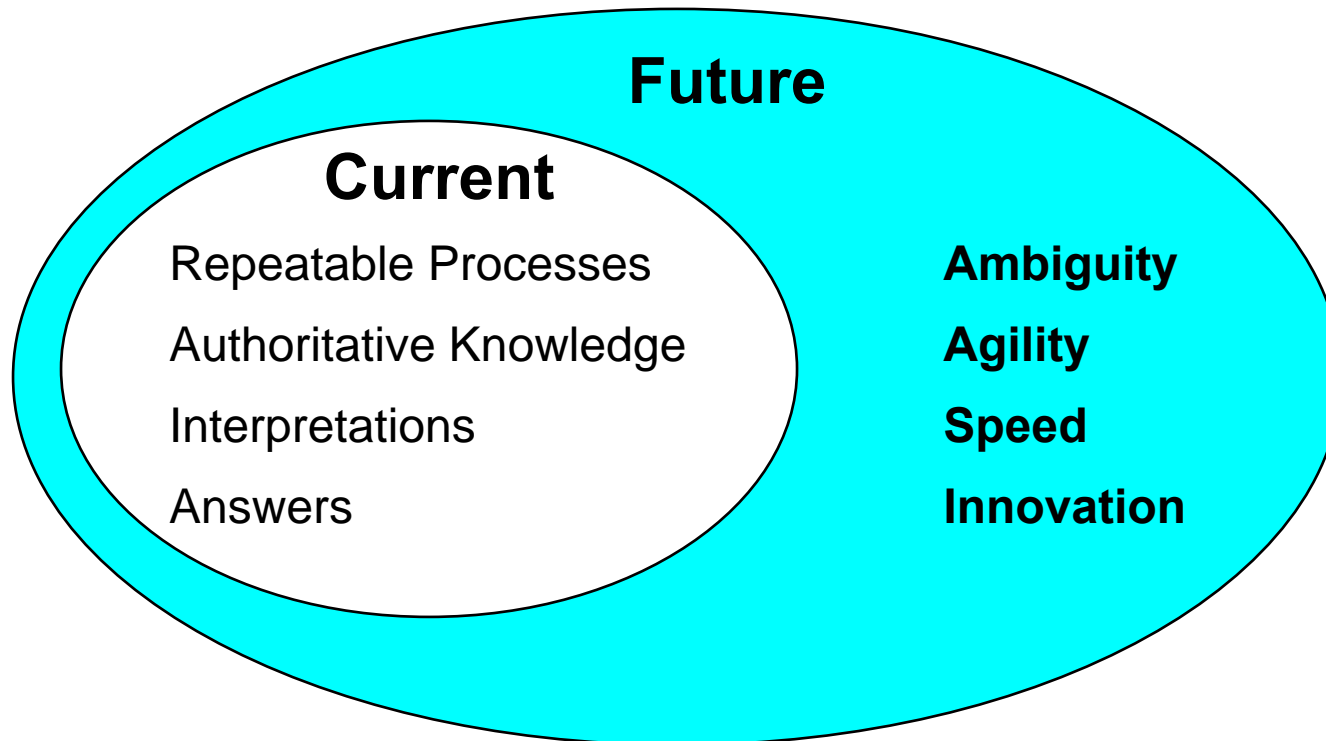 Future
Current
Repeatable Processes
Authoritative Knowledge
Interpretations
Answers
Ambiguity
Agility
Speed
Innovation